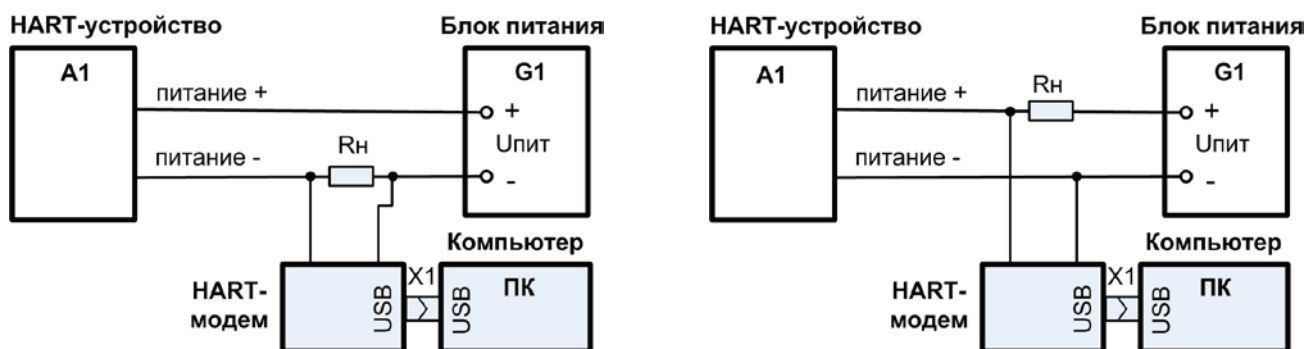 HART-устройство
Блок питания
A1
G1
питание +
+
Uпит
Rн
питание -
-
Компьютер
X1
HART-
модем
USB
USB
ПК
HART-устройство
Блок питания
A1
G1
питание +
Rн
+
Uпит
питание -
-
Компьютер
X1
HART-
модем
USB
USB
ПК